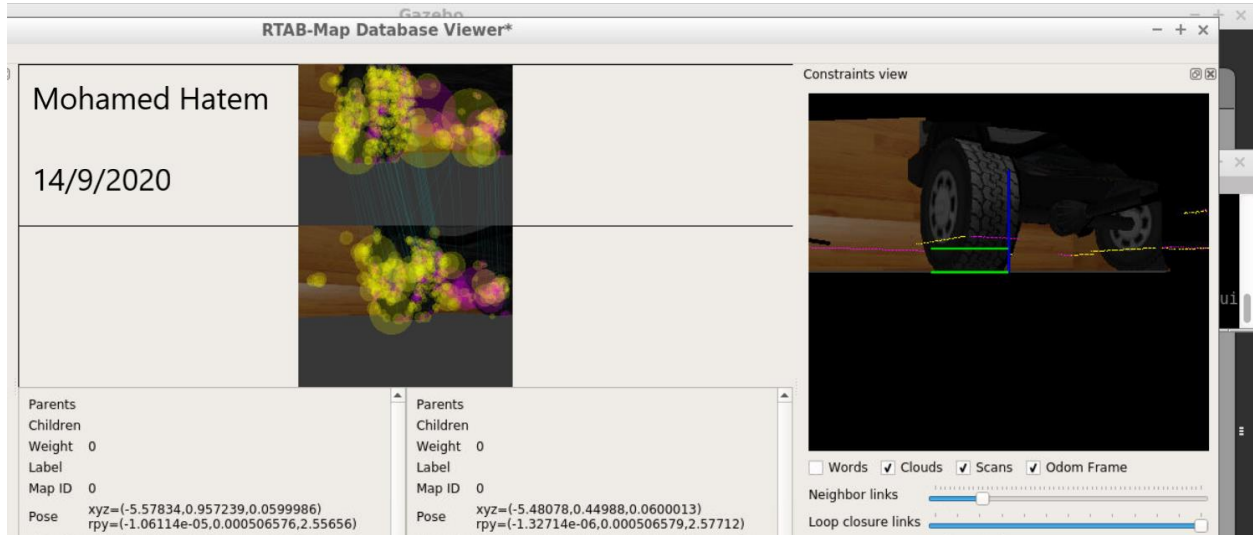 Gazebo
RTAB-Map Database Viewer*
Mohamed Hatem
14/9/2020
Constraints view
Parents
Children
Weight 0
Label
Map ID 0
Pose xyz=(-5.57834,0.957239,0.0599986)
rpy=(-1.06114e-05,0.000506576,2.55656)
Parents
Children
Weight 0
Label
Map ID 0
Pose xyz=(-5.48078,0.44988,0.0600013)
rpy=(-1.32714e-06,0.000506579,2.57712)
Words Clouds Scans Odom Frame
Neighbor links
Loop closure links
ui